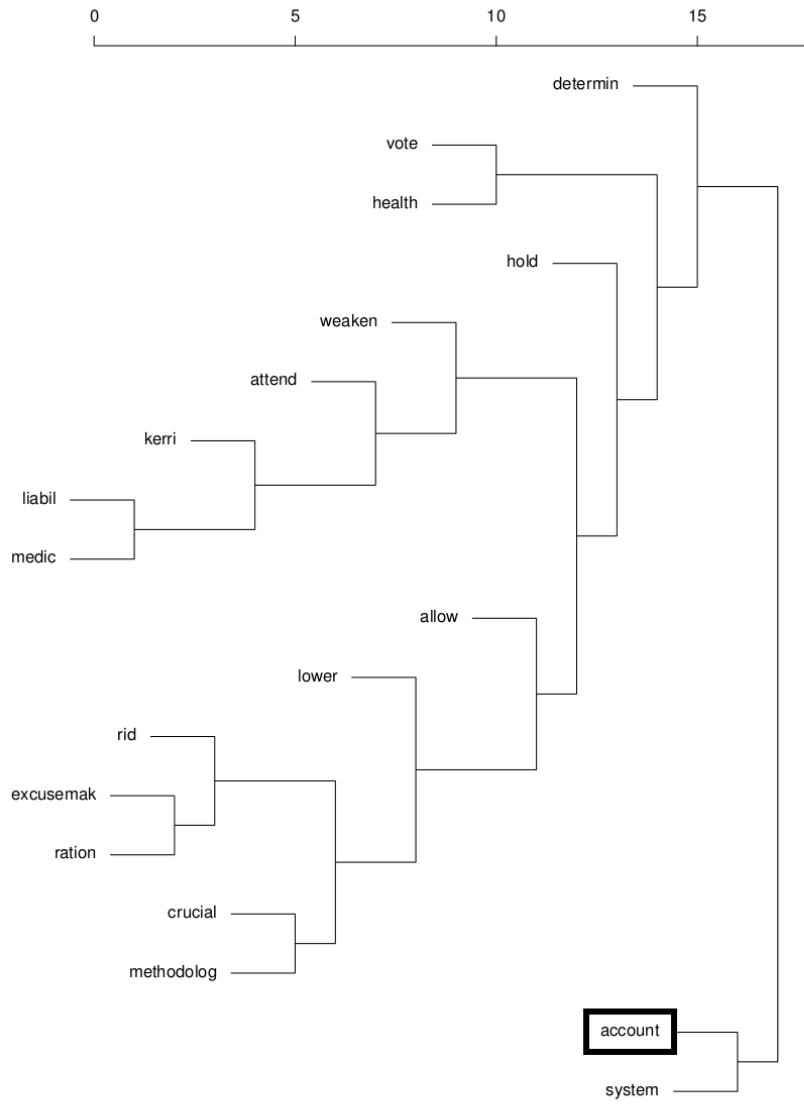 0 5 10 15
determin
vote
health
hold
weaken
attend
kerri
liabil
medic
allow
lower
rid
excusemak
ration
crucial
methodolog
account
system